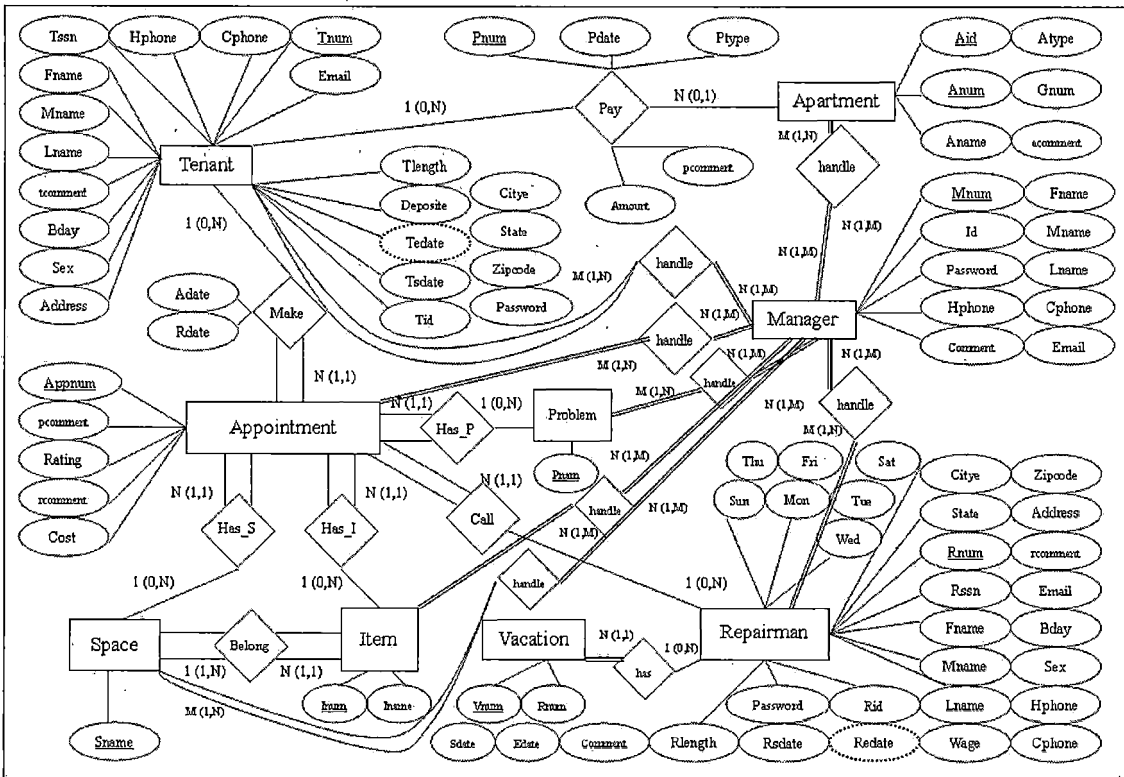 Tssn Hphone Cphone Tnum
Fname Email
Mname
Lname
tcomment
Bday
Sex
Address
Tenant
1 (0,N)
Pnum Pdate Ptype
Pay
N (0,1)
pcomment
Amount
Apartment
Aid Atype
Anum Gnum
Aname acomment
M (1,N)
handle
N (1,M)
N (1,M)
Tlength
Deposite Citye
Tedate State
Tsdate Zipcode
Tid Password
1 (0,N)
Adate
Rdate
Make
N (1,1)
M (1,N)
handle
N (1,M)
Manager
Mnum Fname
Id Mname
Password Lname
Hphone Cphone
Comment Email
N (1,M)
handle
M (1,N)
N (1,M)
handle
M (1,N)
N (1,M)
N (1,M)
handle
M (1,N)
Appnum
pcomment
Rating
rcomment
Cost
Appointment
N (1,1)
Has_P
1 (0,N)
Problem
Pnum
N (1,1)
Has_S
1 (0,N)
N (1,1)
Has_I
1 (0,N)
N (1,1)
Call
1 (0,N)
N (1,M)
handle
N (1,M)
handle
Thu Fri Sat
Sun Mon Tue
Wed
Space
Belong
1 (1,N) N (1,1)
M (1,N)
Item
Sname
Inum Iname
Vacation
N (1,1)
has
1 (0,N)
Repairman
Vnum Rnum
Sdate Edate Comment
Password Rid
Rlength Rsdate Redate
Citye Zipcode
State Address
Rnum rcomment
Rssn Email
Fname Bday
Mname Sex
Lname Hphone
Wage Cphone